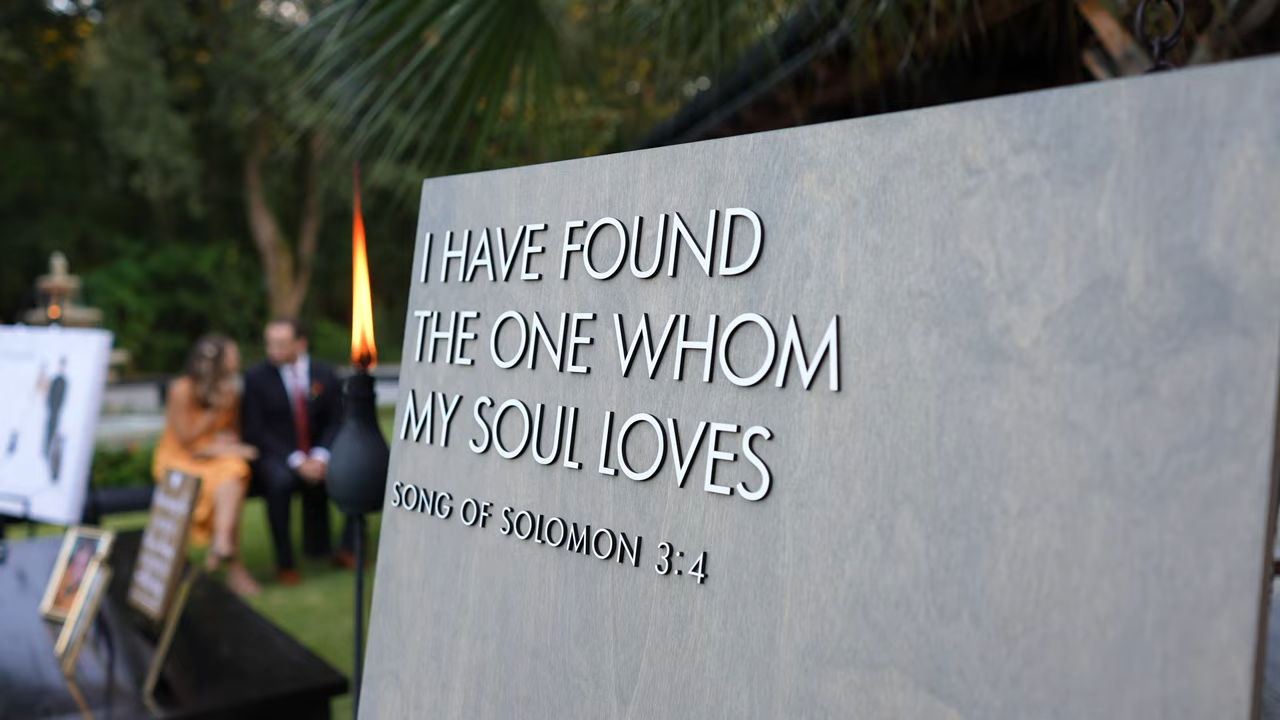 I HAVE FOUND
THE ONE WHOM
MY SOUL LOVES
SONG OF SOLOMON 3:4